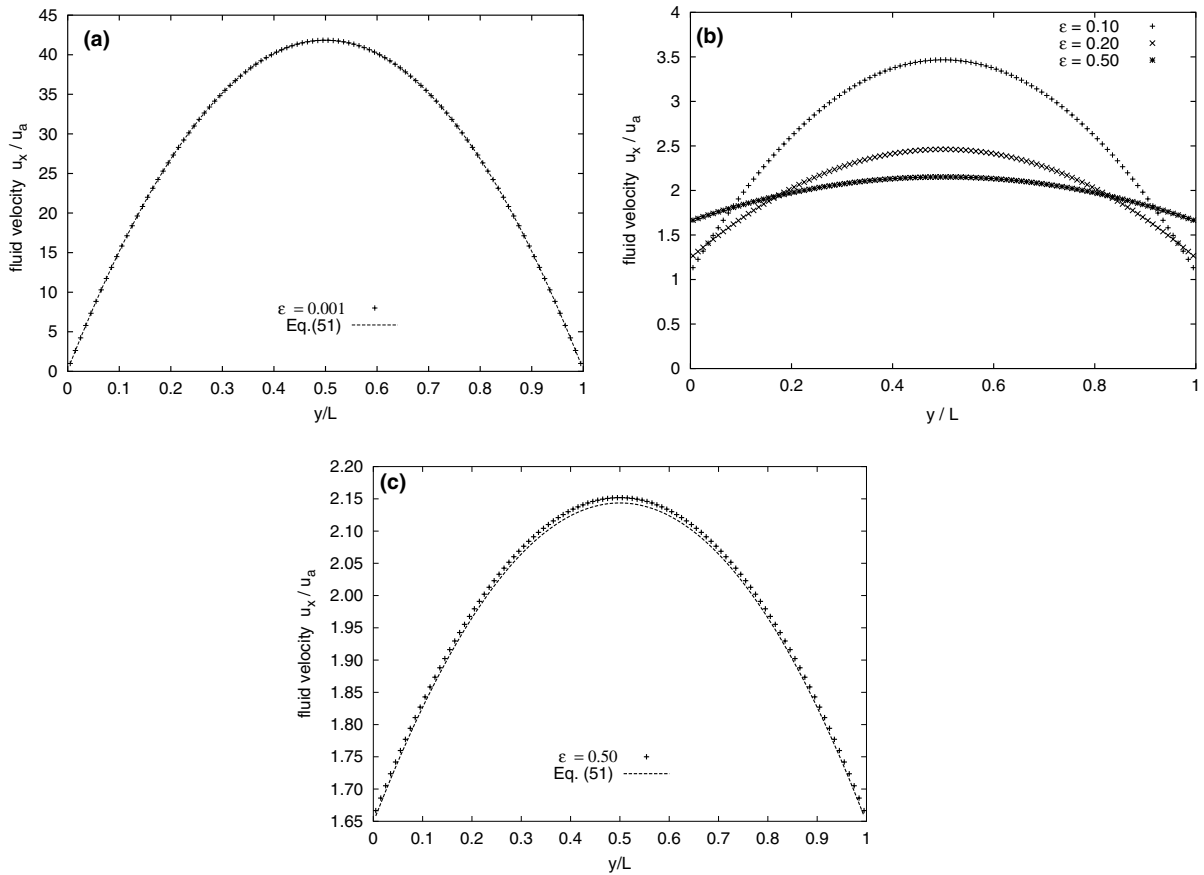 (a)
45
40
35
30
25
20
15
10
5
0
fluid velocity u_x / u_a
ε = 0.001
Eq.(51)
0 0.1 0.2 0.3 0.4 0.5 0.6 0.7 0.8 0.9 1
y/L
(b)
4
3.5
3
2.5
2
1.5
1
0.5
0
fluid velocity u_x / u_a
ε = 0.10
ε = 0.20
ε = 0.50
0 0.2 0.4 0.6 0.8 1
y / L
(c)
2.20
2.15
2.10
2.05
2.00
1.95
1.90
1.85
1.80
1.75
1.70
1.65
fluid velocity u_x / u_a
ε = 0.50
Eq. (51)
0 0.1 0.2 0.3 0.4 0.5 0.6 0.7 0.8 0.9 1
y/L